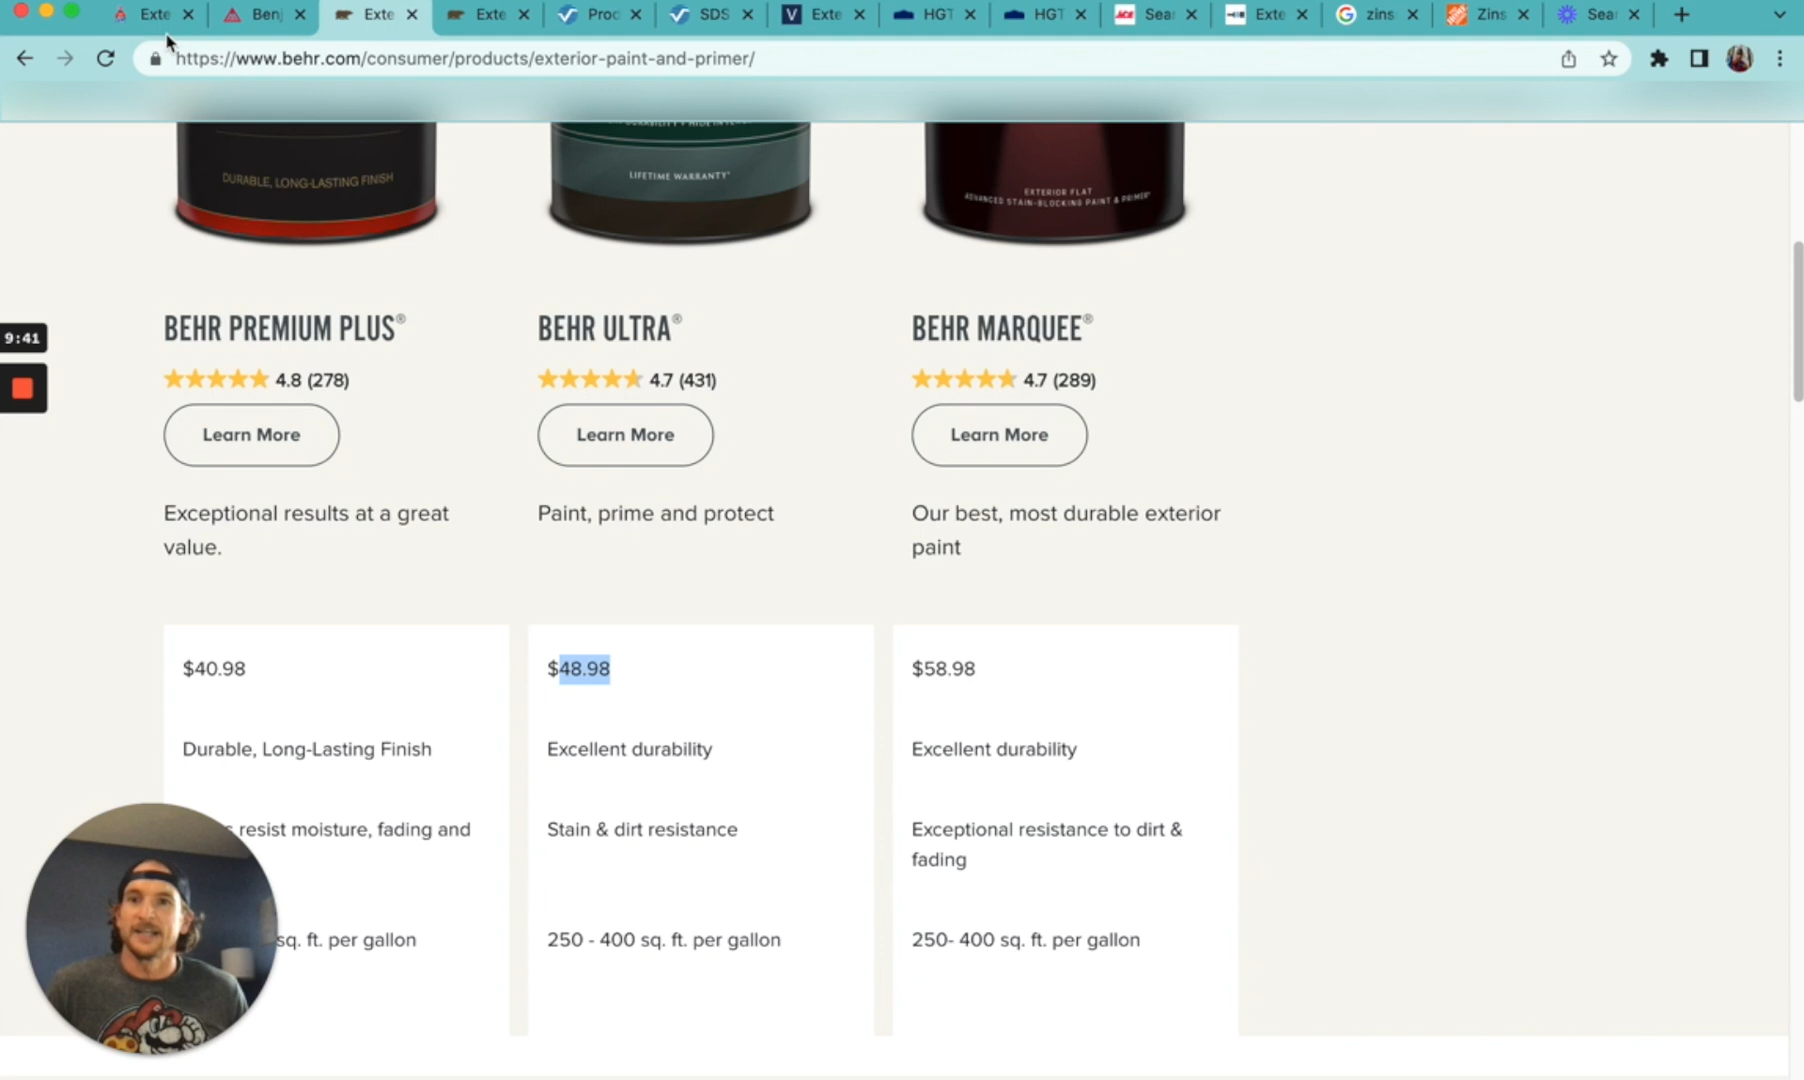 Exte
Ben
Exte
Exte
Proc
SDS
V
Exte
HGT
HGT
ACE
Sear
Exte
zins
Zins
Sear
https://www.behr.com/consumer/products/exterior-paint-and-primer/
DURABLE, LONG-LASTING FINISH
LIFETIME WARRANTY*
EXTERIOR FLAT
ADVANCED STAIN-BLOCKING PAINT & PRIMER*
9:41
BEHR PREMIUM PLUS®
4.8 (278)
Learn More
Exceptional results at a great
value.
BEHR ULTRA®
4.7 (431)
Learn More
Paint, prime and protect
BEHR MARQUEE®
4.7 (289)
Learn More
Our best, most durable exterior
paint
$40.98
Durable, Long-Lasting Finish
resist moisture, fading and
sq. ft. per gallon
$48.98
Excellent durability
Stain & dirt resistance
250 - 400 sq. ft. per gallon
$58.98
Excellent durability
Exceptional resistance to dirt &
fading
250- 400 sq. ft. per gallon